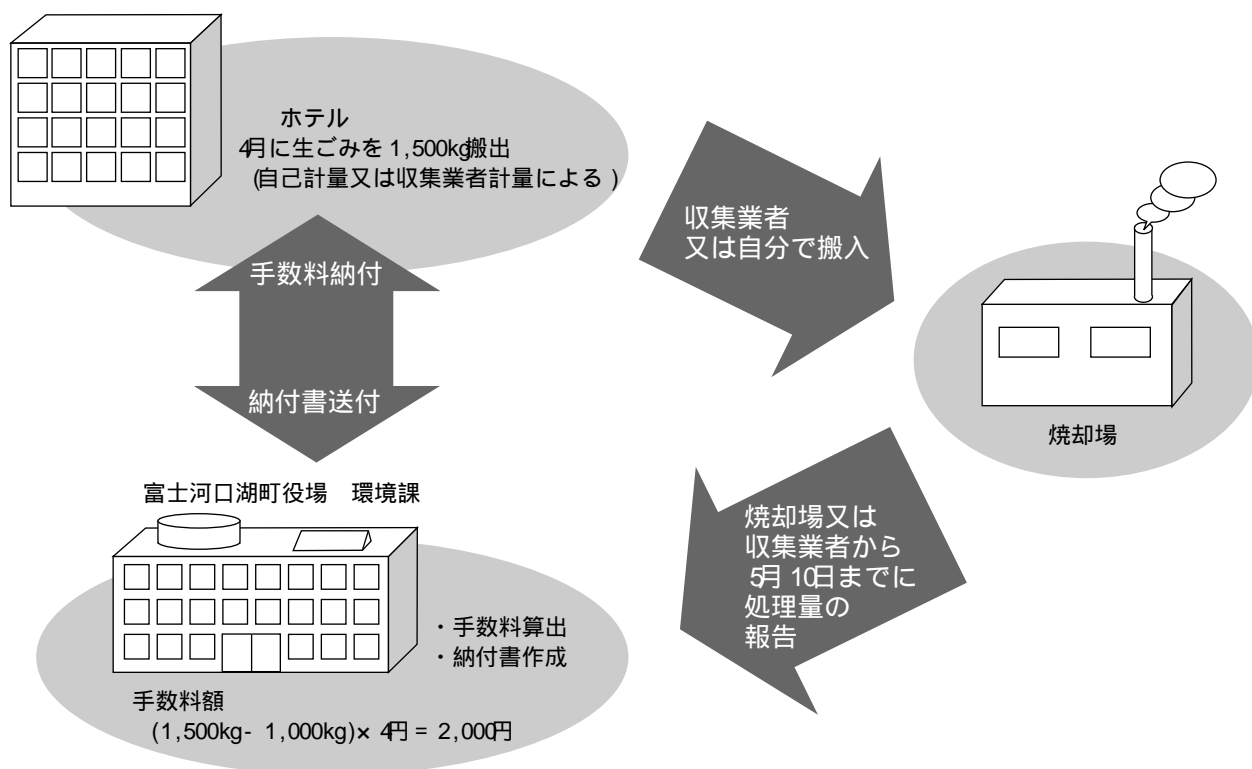 ホテル
4月に生ごみを1,500kg搬出
(自己計量又は収集業者計量による)
収集業者
又は自分で搬入
手数料納付
納付書送付
焼却場
富士河口湖町役場　環境課
焼却場又は
収集業者から
5月10日までに
処理量の
報告
・手数料算出
・納付書作成
手数料額
(1,500kg- 1,000kg)× 4円 = 2,000円